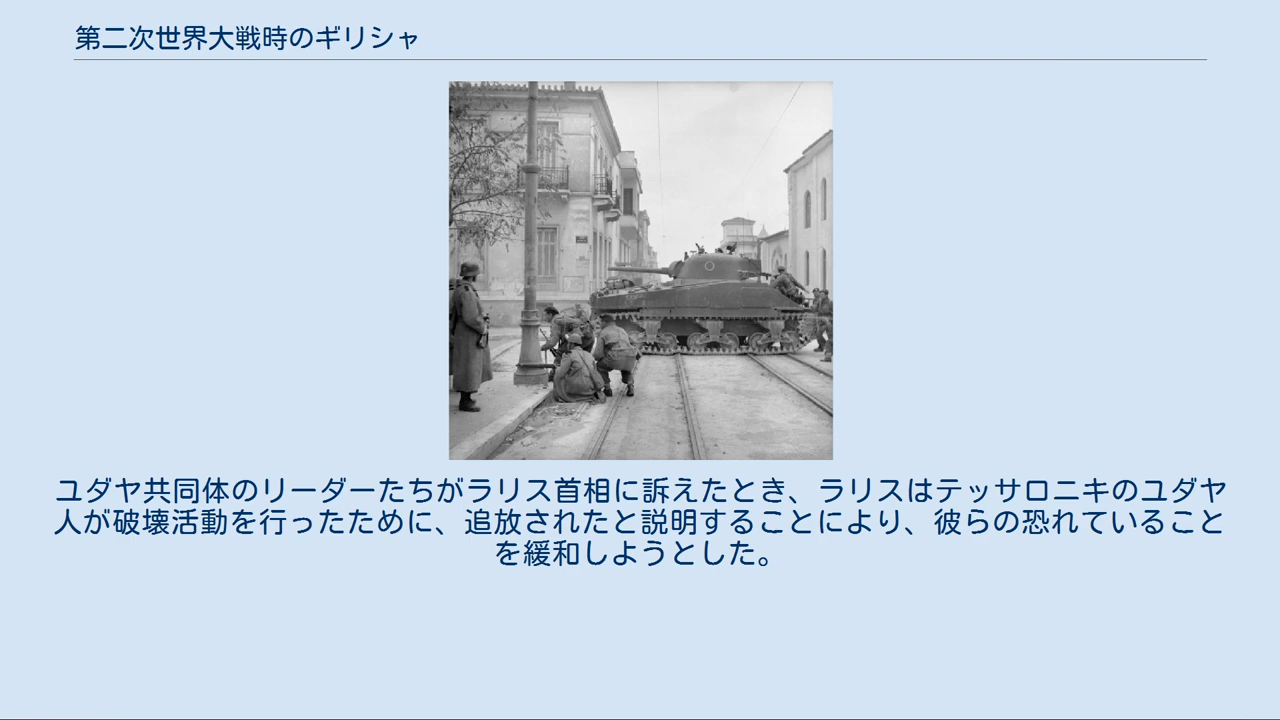 第二次世界大戦時のギリシャ
ユダヤ共同体のリーダーたちがラリス首相に訴えたとき、ラリスはテッサロニキのユダヤ
人が破壊活動を行ったために、追放されたと説明することにより、彼らの恐れていること
を緩和しようとした。